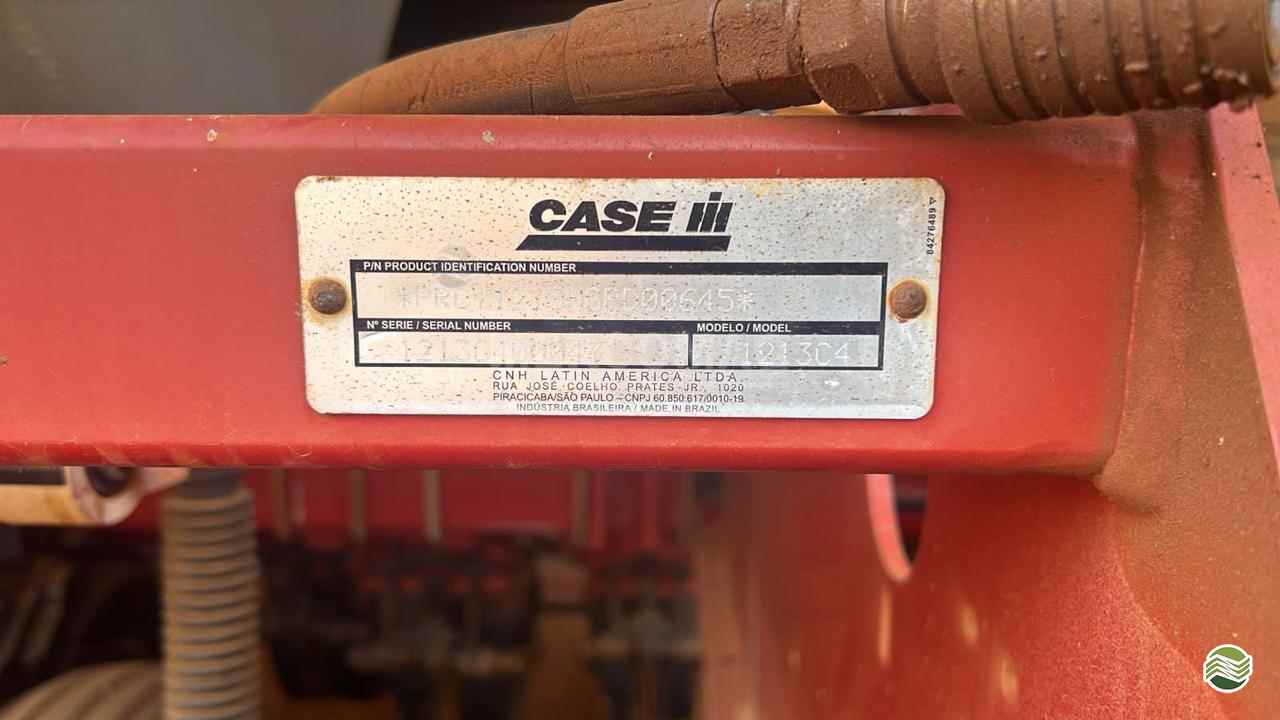 CASE III
84276489
P/N PRODUCT IDENTIFICATION NUMBER
Nº SERIE / SERIAL NUMBER
MODELO / MODEL
1213C4
CNH LATIN AMERICA LTDA.
RUA JOSÉ COELHO PRATES JR., 1020
PIRACICABA/SÃO PAULO – CNPJ 60.850.617/0010-19
INDÚSTRIA BRASILEIRA / MADE IN BRAZIL